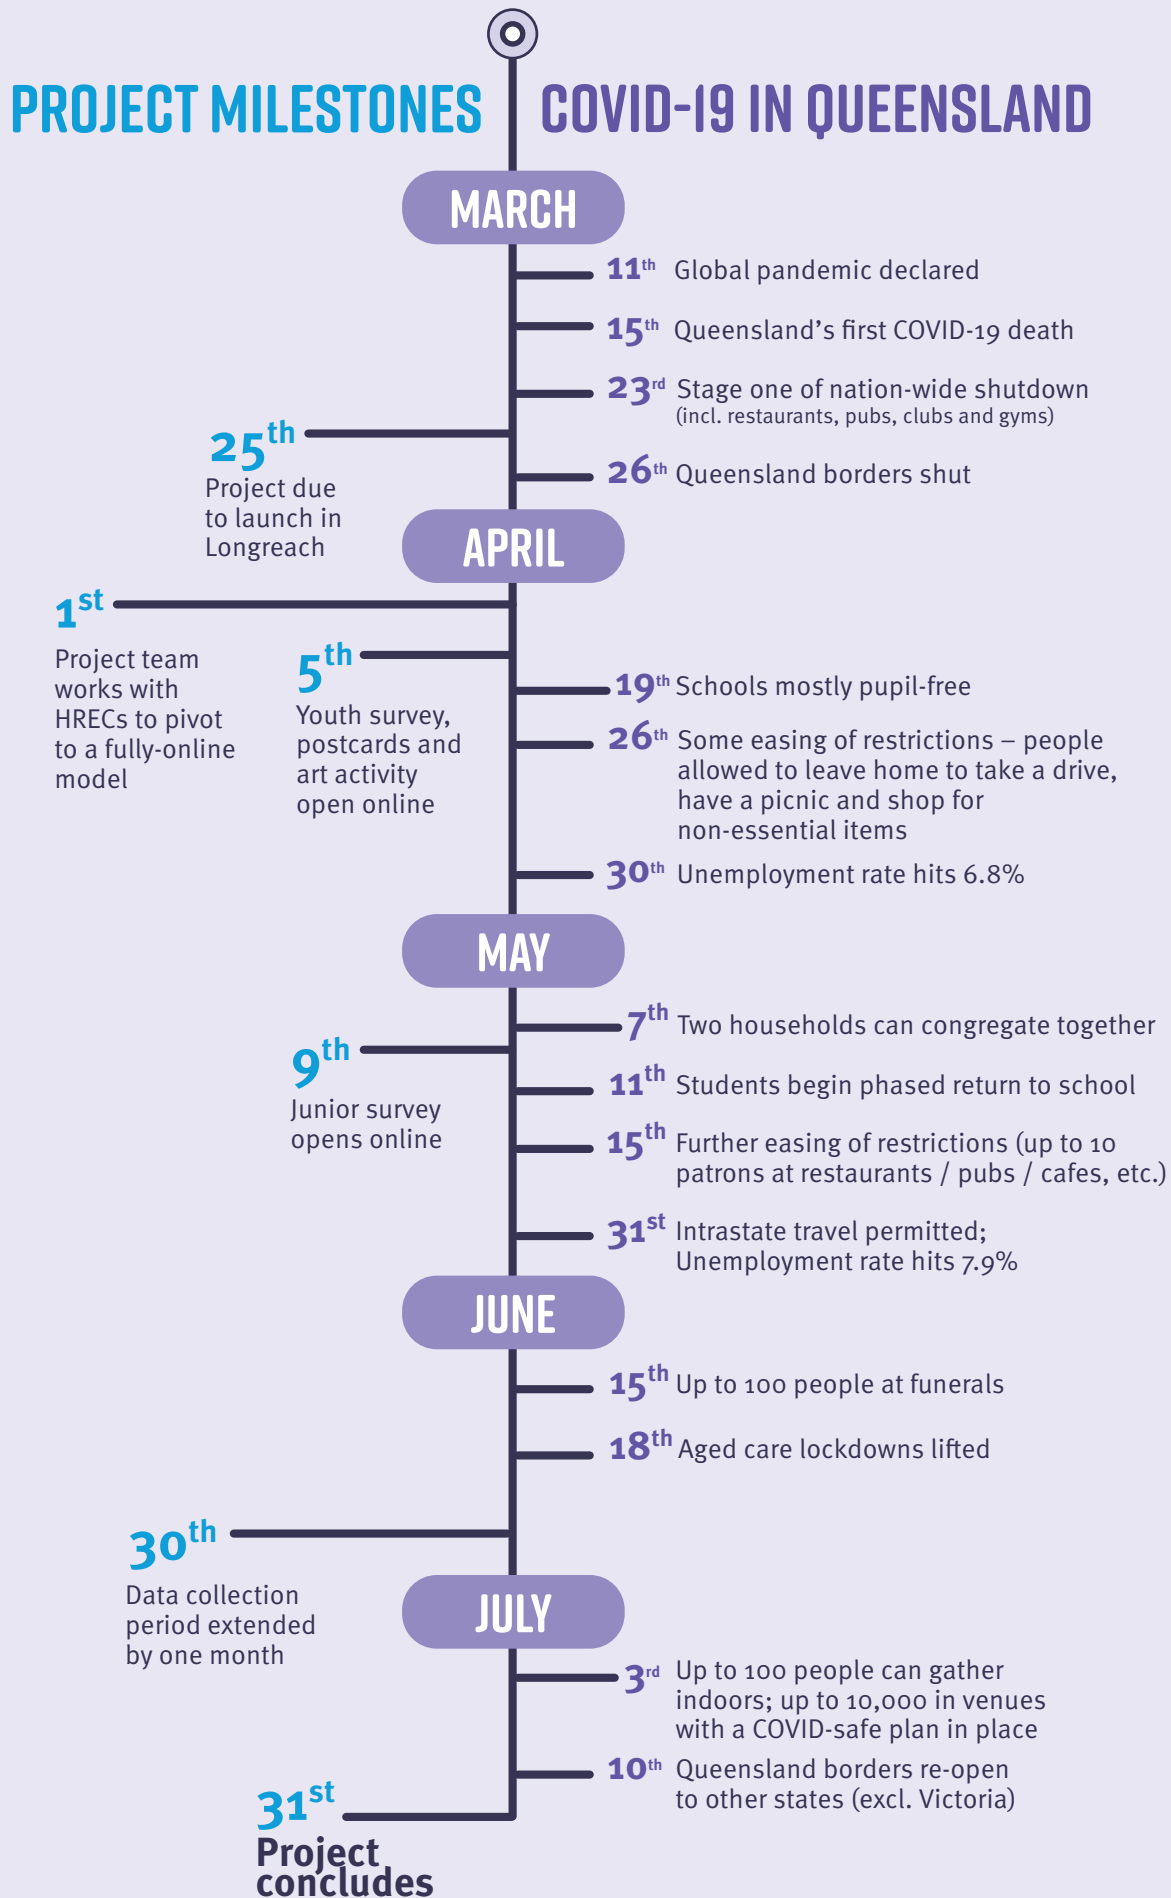 PROJECT MILESTONES
COVID-19 IN QUEENSLAND
MARCH
11th Global pandemic declared
15th Queensland's first COVID-19 death
23rd Stage one of nation-wide shutdown
(incl. restaurants, pubs, clubs and gyms)
25th
Project due
to launch in
Longreach
26th Queensland borders shut
APRIL
1st
Project team
works with
HRECs to pivot
to a fully-online
model
5th
Youth survey,
postcards and
art activity
open online
19th Schools mostly pupil-free
26th Some easing of restrictions – people
allowed to leave home to take a drive,
have a picnic and shop for
non-essential items
30th Unemployment rate hits 6.8%
MAY
7th Two households can congregate together
9th
Junior survey
opens online
11th Students begin phased return to school
15th Further easing of restrictions (up to 10
patrons at restaurants / pubs / cafes, etc.)
31st Intrastate travel permitted;
Unemployment rate hits 7.9%
JUNE
15th Up to 100 people at funerals
18th Aged care lockdowns lifted
30th
Data collection
period extended
by one month
JULY
3rd Up to 100 people can gather
indoors; up to 10,000 in venues
with a COVID-safe plan in place
10th Queensland borders re-open
to other states (excl. Victoria)
31st
Project
concludes